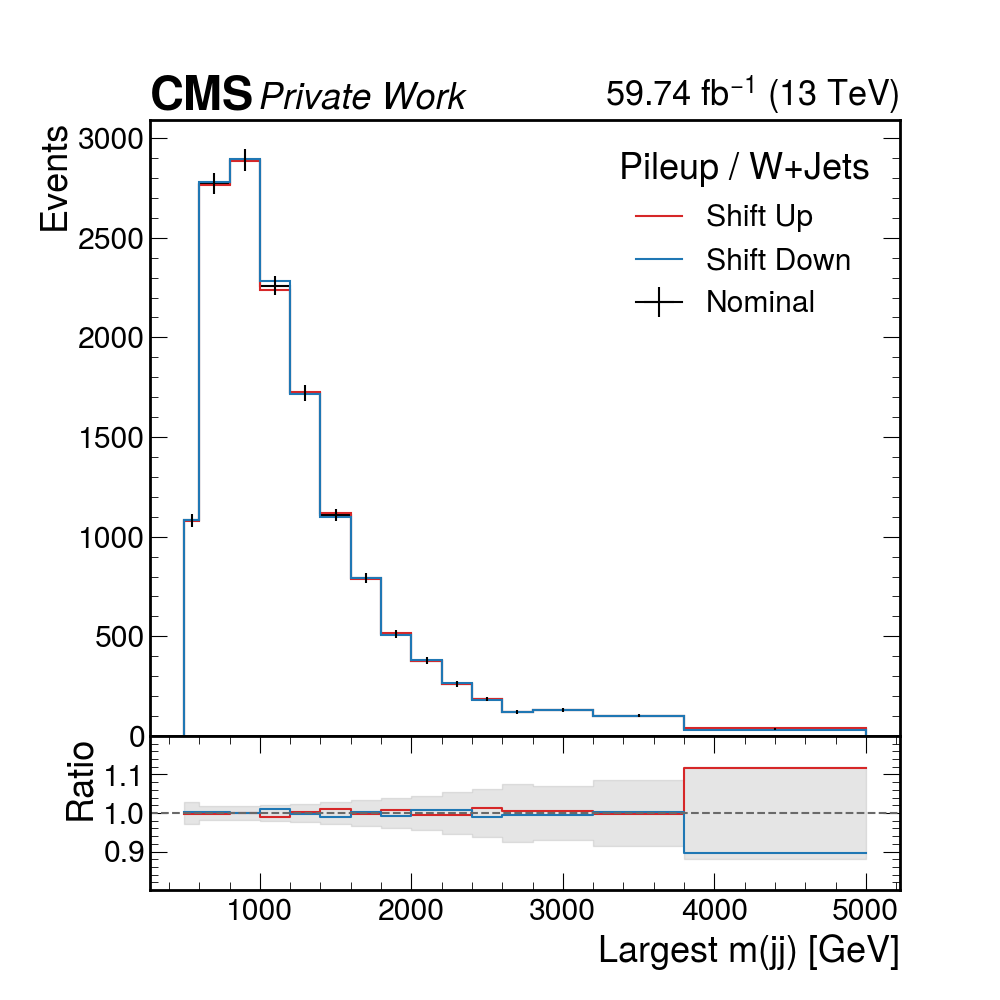 CMS Private Work 59.74 fb⁻¹ (13 TeV)
Events
3000
2500
2000
1500
1000
500
0
Pileup / W+Jets
Shift Up
Shift Down
Nominal
Ratio
1.1
1.0
0.9
1000 2000 3000 4000 5000
Largest m(jj) [GeV]